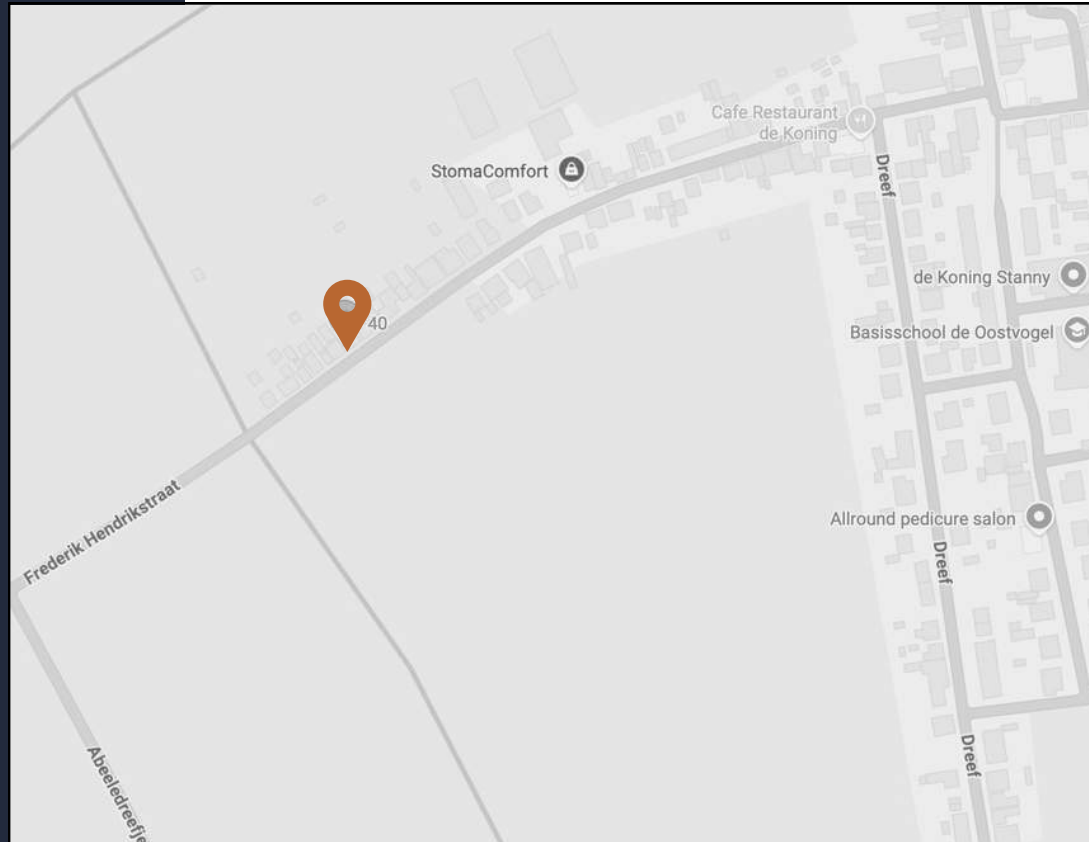 Cafe Restaurant
de Koning
StomaComfort
Dreef
de Koning Stanny
40
Basisschool de Oostvogel
Frederik Hendrikstraat
Allround pedicure salon
Dreef
Dreef
Abeeledreefje